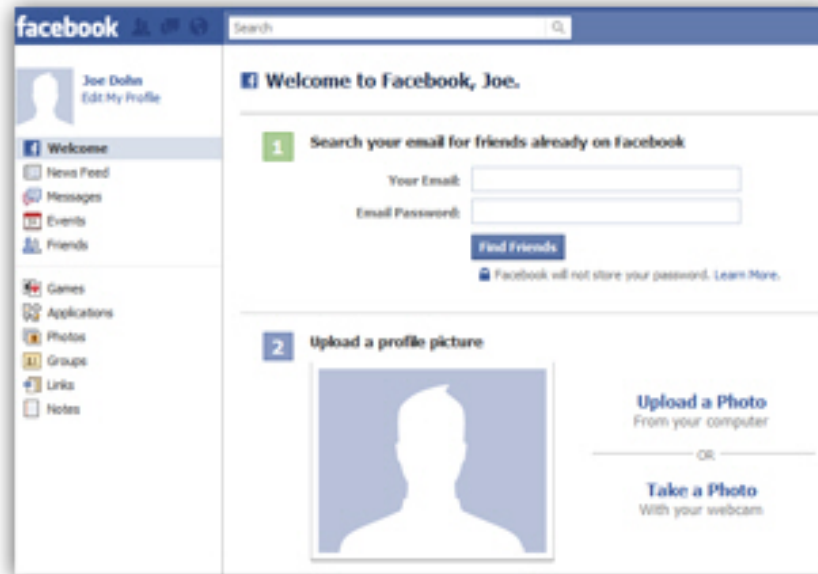 facebook
Search
Joe Dohn
Edit My Profile
Welcome
News Feed
Messages
Events
Friends
Games
Applications
Photos
Groups
Links
Notes
Welcome to Facebook, Joe.
1
Search your email for friends already on Facebook
Your Email:
Email Password:
Find Friends
Facebook will not store your password. Learn More.
2
Upload a profile picture
Upload a Photo
From your computer
OR
Take a Photo
With your webcam